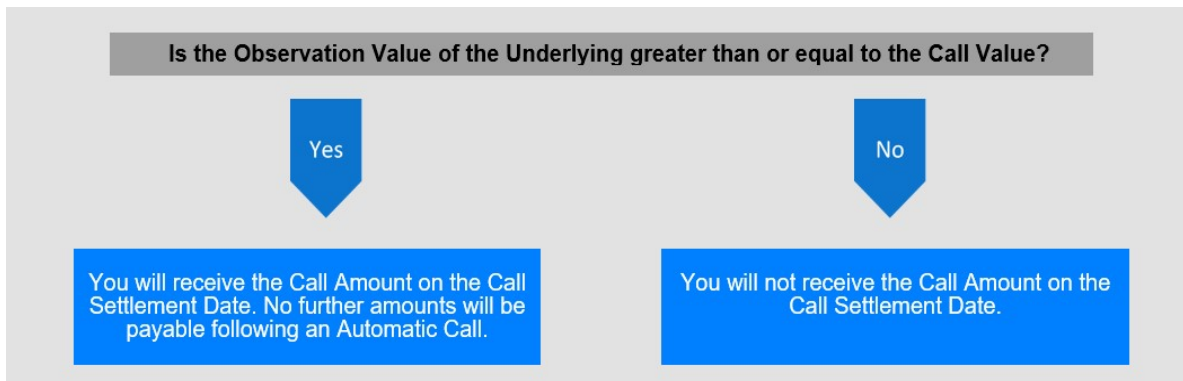 Is the Observation Value of the Underlying greater than or equal to the Call Value?
Yes
No
You will receive the Call Amount on the Call
Settlement Date. No further amounts will be
payable following an Automatic Call.
You will not receive the Call Amount on the
Call Settlement Date.